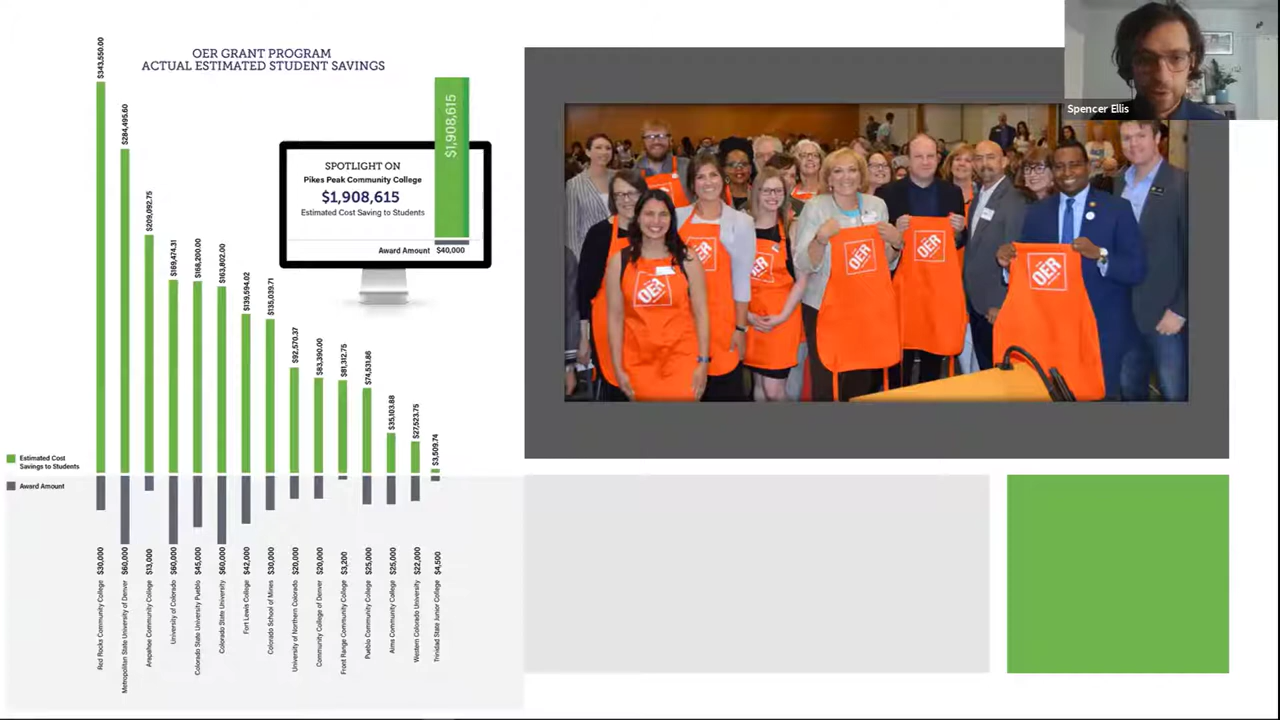 OER GRANT PROGRAM
ACTUAL ESTIMATED STUDENT SAVINGS
$343,550.00
$284,495.60
$209,092.75
$189,474.31
$168,200.00
$163,802.00
$139,594.02
$135,039.71
$92,570.37
$83,390.00
$81,312.75
$74,531.86
$35,103.88
$27,523.75
$3,509.74
SPOTLIGHT ON
Pikes Peak Community College
$1,908,615
Estimated Cost Saving to Students
Award Amount $40,000
$1,908,615
Estimated Cost
Savings to Students
Award Amount
$30,000
$60,000
$13,000
$60,000
$45,000
$60,000
$42,000
$30,000
$20,000
$20,000
$3,200
$25,000
$25,000
$22,000
$4,500
Red Rocks Community College
Metropolitan State University of Denver
Arapahoe Community College
University of Colorado
Colorado State University Pueblo
Colorado State University
Fort Lewis College
Colorado School of Mines
University of Northern Colorado
Community College of Denver
Front Range Community College
Pueblo Community College
Aims Community College
Western Colorado University
Trinidad State Junior College
Spencer Ellis
OER
OER
OER
OER
OER